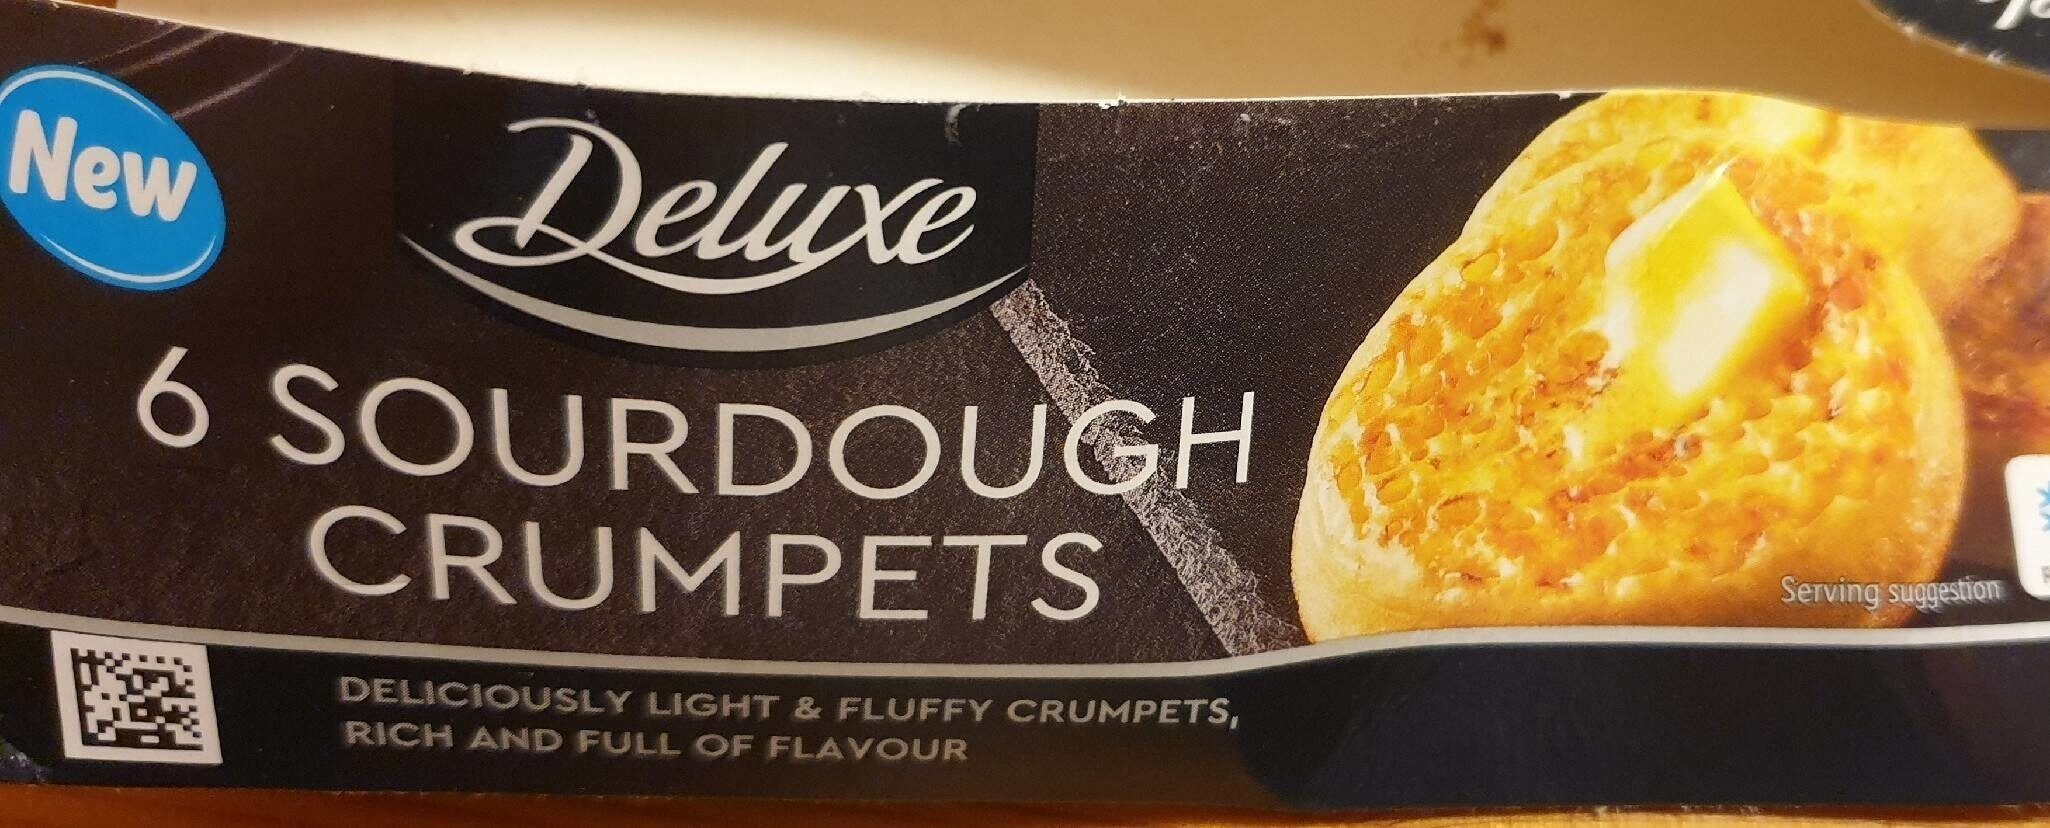 New
Deluxe
6 SOURDOUGH
CRUMPETS
Serving suggestion
DELICIOUSLY LIGHT & FLUFFY CRUMPETS,
RICH AND FULL OF FLAVOUR